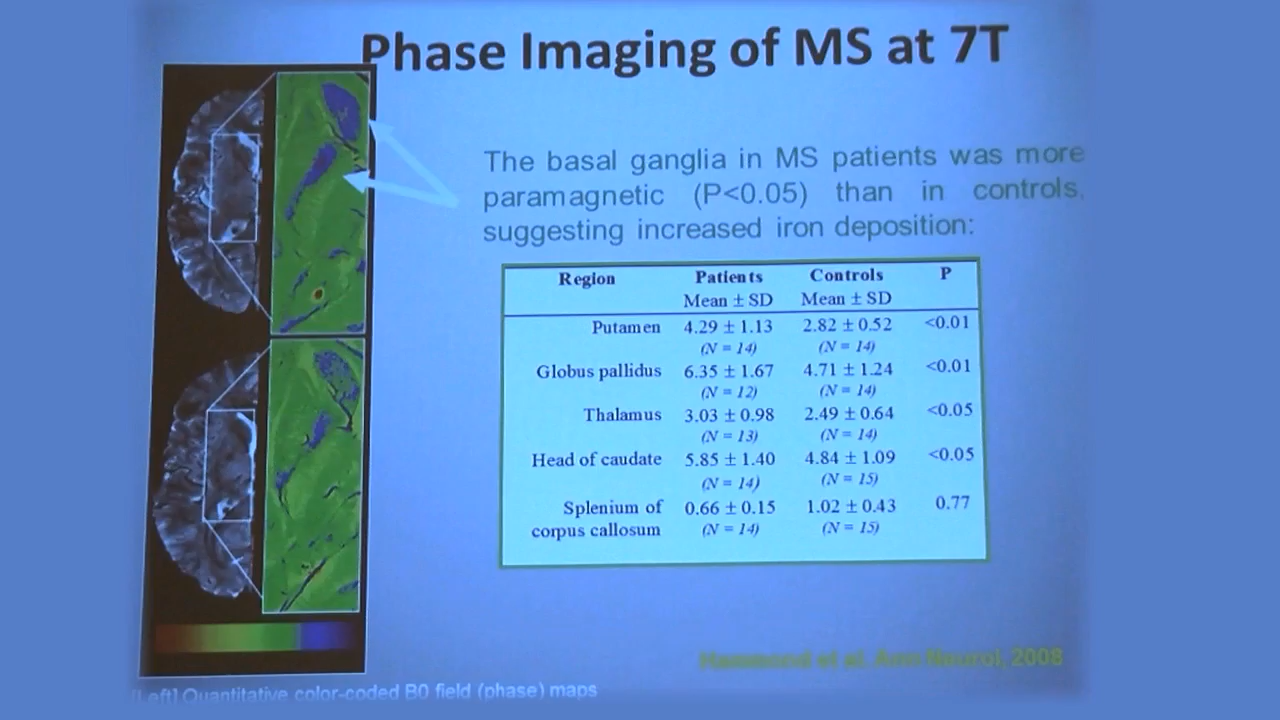 Phase Imaging of MS at 7T
The basal ganglia in MS patients was more
paramagnetic (P<0.05) than in controls,
suggesting increased iron deposition:
Region Patients Controls P
Mean ± SD Mean ± SD
Putamen 4.29 ± 1.13 2.82 ± 0.52 <0.01
(N = 14) (N = 14)
Globus pallidus 6.35 ± 1.67 4.71 ± 1.24 <0.01
(N = 12) (N = 14)
Thalamus 3.03 ± 0.98 2.49 ± 0.64 <0.05
(N = 13) (N = 14)
Head of caudate 5.85 ± 1.40 4.84 ± 1.09 <0.05
(N = 14) (N = 15)
Splenium of 0.66 ± 0.15 1.02 ± 0.43 0.77
corpus callosum (N = 14) (N = 15)
Hammond et al. Ann Neurol, 2008
[Left] Quantitative color-coded B0 field (phase) maps